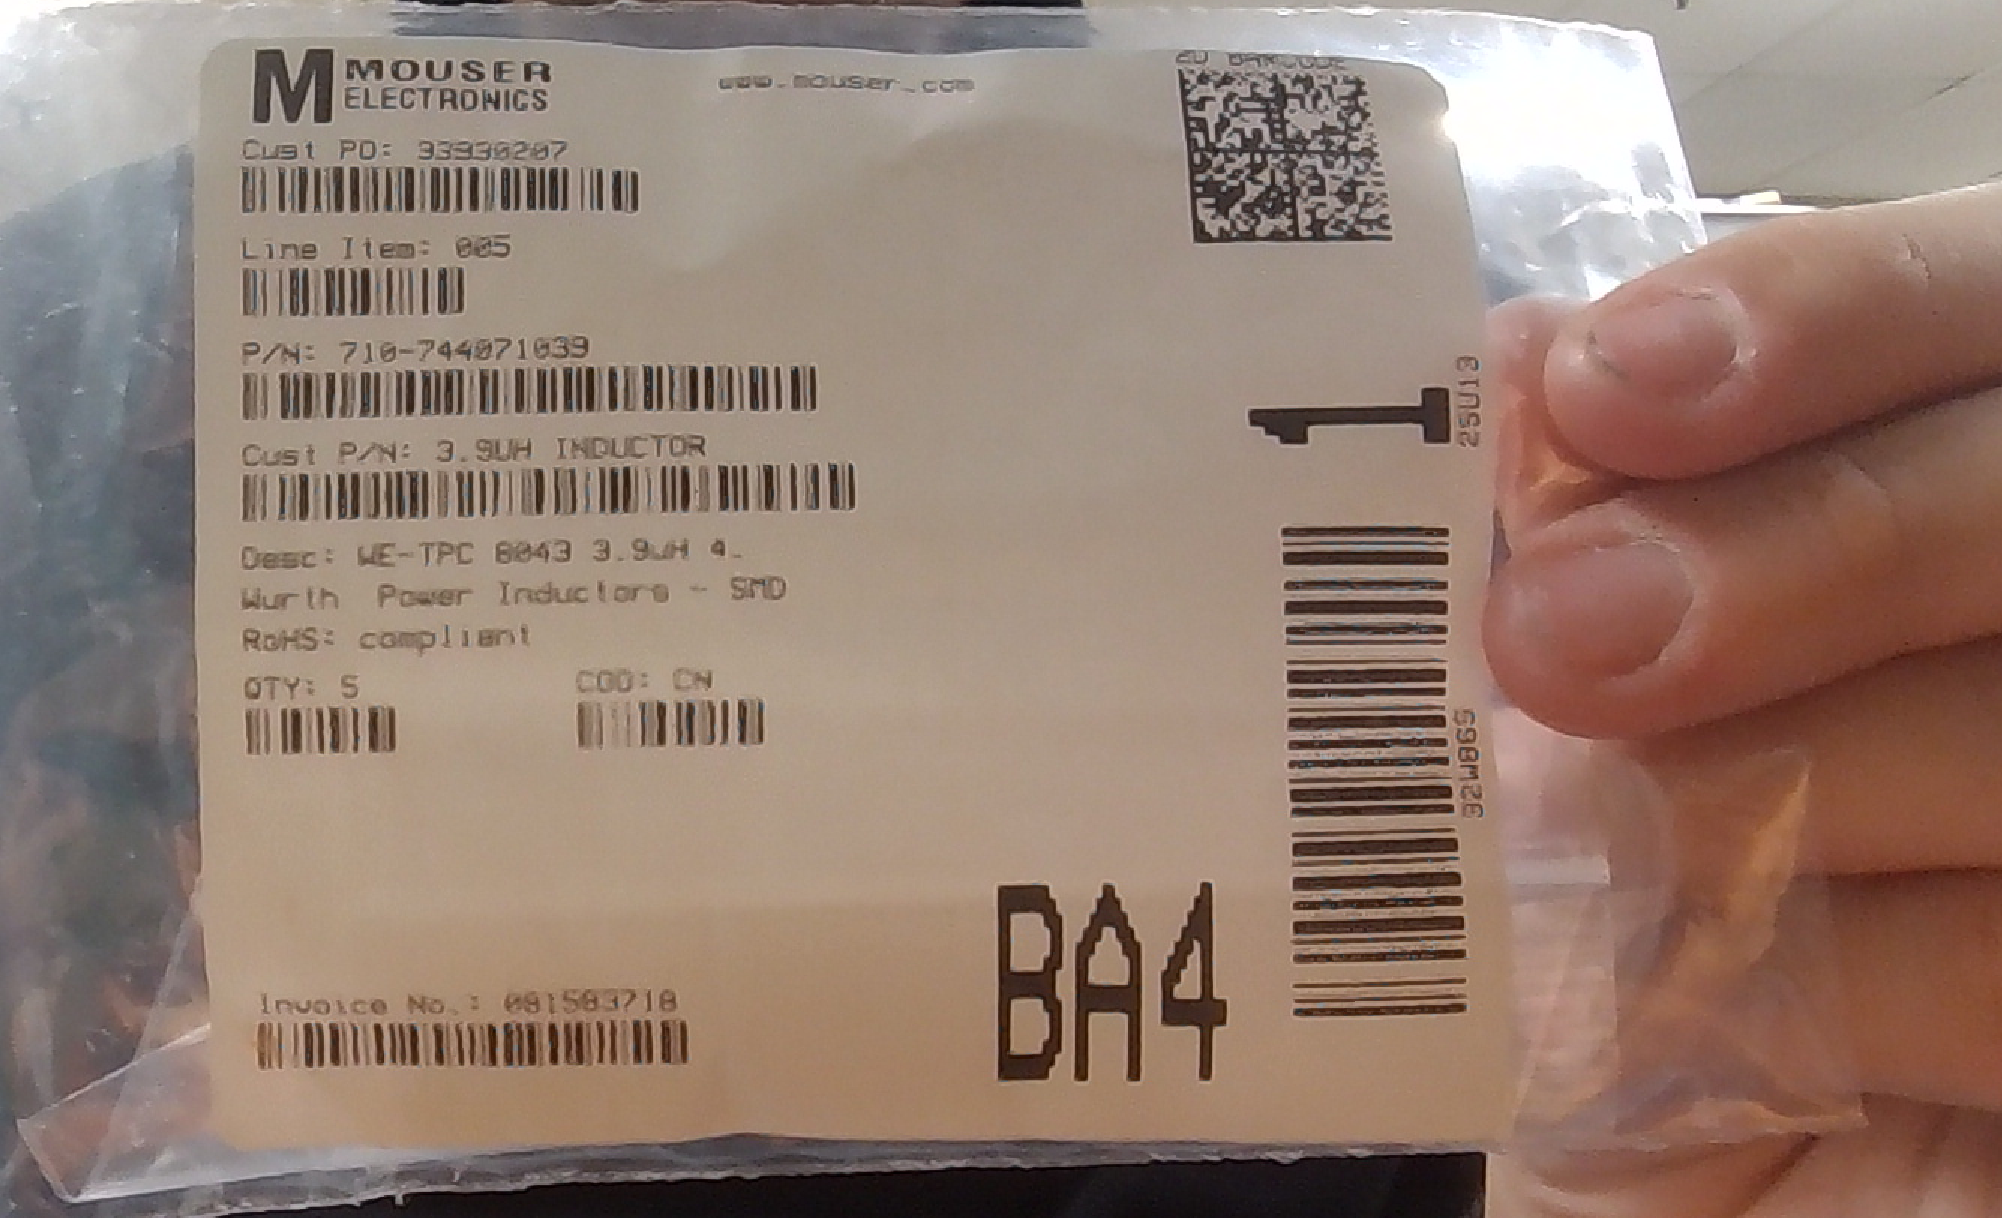 M MOUSER
ELECTRONICS
www.mouser.com
2D BARCODE
Cust PO: 93930207
Line Item: 005
P/N: 710-744071039
Cust P/N: 3.9UH INDUCTOR
Desc: WE-TPC 8043 3.9uH 4.
Wurth Power Inductors - SMD
RoHS: compliant
QTY: 5 COO: CN
Invoice No.: 081583718
BA4
1
25U13